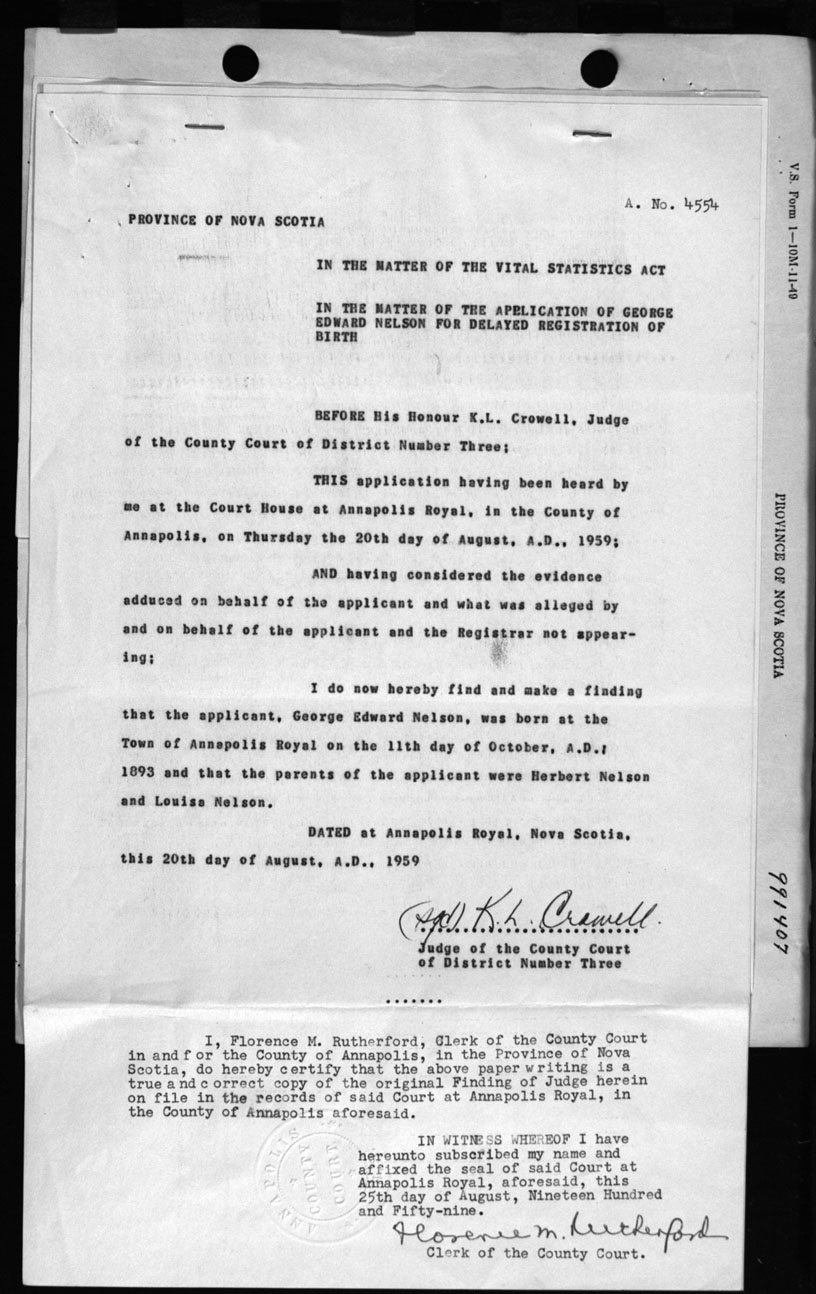 A. No. 4554
PROVINCE OF NOVA SCOTIA
IN THE MATTER OF THE VITAL STATISTICS ACT
IN THE MATTER OF THE APPLICATION OF GEORGE
EDWARD NELSON FOR DELAYED REGISTRATION OF
BIRTH
BEFORE His Honour K.L. Crowell, Judge
of the County Court of District Number Three;
THIS application having been heard by
me at the Court House at Annapolis Royal, in the County of
Annapolis, on Thursday the 20th day of August, A.D., 1959;
AND having considered the evidence
adduced on behalf of the applicant and what was alleged by
and on behalf of the applicant and the Registrar not appear-
ing;
I do now hereby find and make a finding
that the applicant, George Edward Nelson, was born at the
Town of Annapolis Royal on the 11th day of October, A.D.;
1893 and that the parents of the applicant were Herbert Nelson
and Louisa Nelson.
DATED at Annapolis Royal, Nova Scotia,
this 20th day of August, A.D., 1959
(sgd) K. L. Crowell.
Judge of the County Court
of District Number Three
.......
I, Florence M. Rutherford, Clerk of the County Court
in and for the County of Annapolis, in the Province of Nova
Scotia, do hereby certify that the above paper writing is a
true and correct copy of the original Finding of Judge herein
on file in the records of said Court at Annapolis Royal, in
the County of Annapolis aforesaid.
IN WITNESS WHEREOF I have
hereunto subscribed my name and
affixed the seal of said Court at
Annapolis Royal, aforesaid, this
25th day of August, Nineteen Hundred
and Fifty-nine.
Florence M. Rutherford
Clerk of the County Court.
ANNAPOLIS
COUNTY
COURT
V.S. Form 1—10M-11-49
PROVINCE OF NOVA SCOTIA
991407